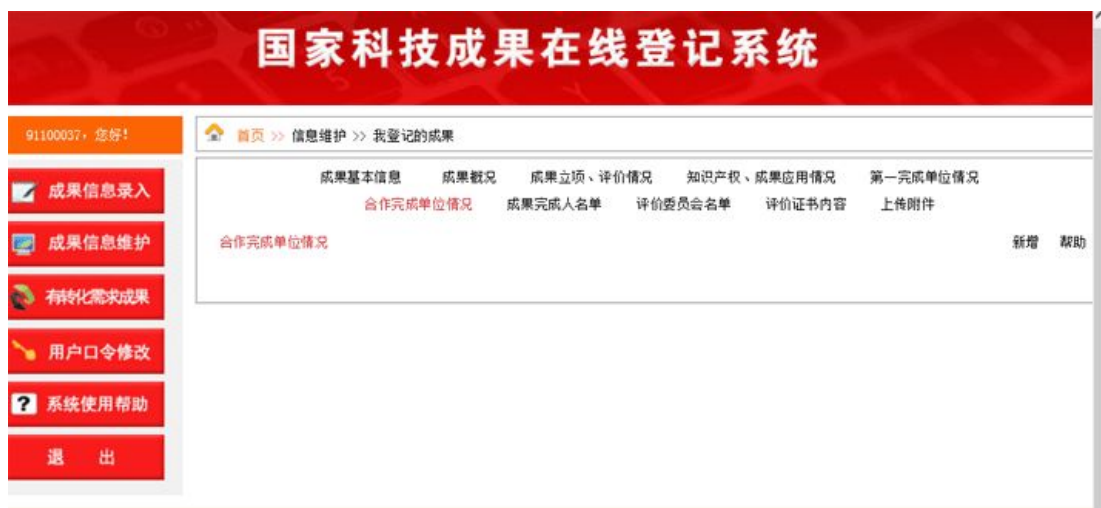 国家科技成果在线登记系统
91100037，您好！
首页 >> 信息维护 >> 我登记的成果
成果信息录入
成果信息维护
有转化需求成果
用户口令修改
? 系统使用帮助
退 出
成果基本信息 成果概况 成果立项、评价情况 知识产权、成果应用情况 第一完成单位情况
合作完成单位情况 成果完成人名单 评价委员会名单 评价证书内容 上传附件
合作完成单位情况 新增 帮助